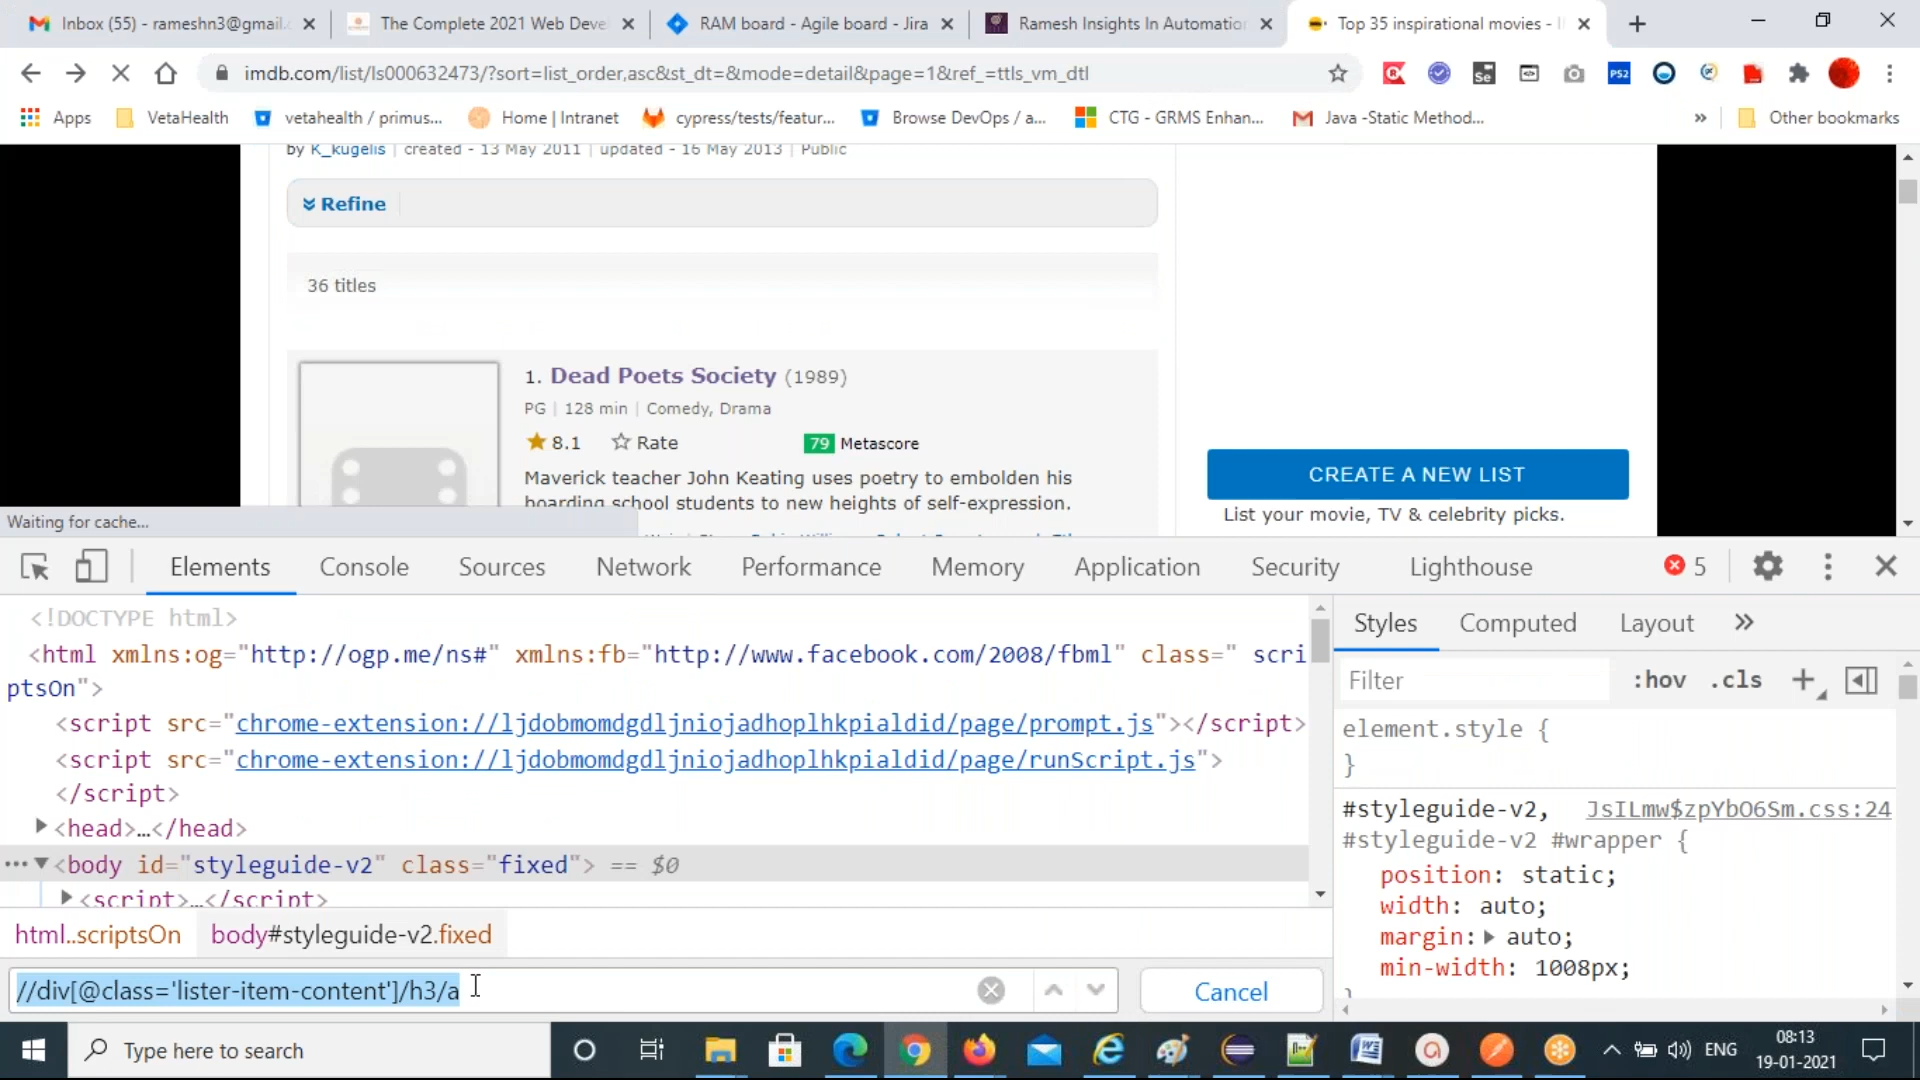 Inbox (55) - rameshn3@gmail. The Complete 2021 Web Deve RAM board - Agile board - Jira Ramesh Insights In Automation Top 35 inspirational movies - I
imdb.com/list/ls000632473/?sort=list_order,asc&st_dt=&mode=detail&page=1&ref_=ttls_vm_dtl
Apps VetaHealth vetahealth / primus... Home | Intranet cypress/tests/featur... Browse DevOps / a... CTG - GRMS Enhan... Java -Static Method... » Other bookmarks
by K_kugelis | created - 13 May 2011 | updated - 16 May 2013 | Public
Refine
36 titles
1. Dead Poets Society (1989)
PG | 128 min | Comedy, Drama
8.1 Rate 79 Metascore
Maverick teacher John Keating uses poetry to embolden his
boarding school students to new heights of self-expression.
CREATE A NEW LIST
List your movie, TV & celebrity picks.
Waiting for cache...
Elements Console Sources Network Performance Memory Application Security Lighthouse 5
<!DOCTYPE html>
<html xmlns:og="http://ogp.me/ns#" xmlns:fb="http://www.facebook.com/2008/fbml" class=" scri
ptsOn">
<script src="chrome-extension://ljdobmomdgdljniojadhoplhkpialdid/page/prompt.js"></script>
<script src="chrome-extension://ljdobmomdgdljniojadhoplhkpialdid/page/runScript.js">
</script>
<head>…</head>
<body id="styleguide-v2" class="fixed"> == $0
<script>…</script>
html..scriptsOn body#styleguide-v2.fixed
//div[@class='lister-item-content']/h3/a
Cancel
Styles Computed Layout »
Filter :hov .cls +
element.style {
}
#styleguide-v2, JsILmw$zpYbO6Sm.css:24
#styleguide-v2 #wrapper {
position: static;
width: auto;
margin: auto;
min-width: 1008px;
}
Type here to search
PS2
Se
ENG
08:13
19-01-2021